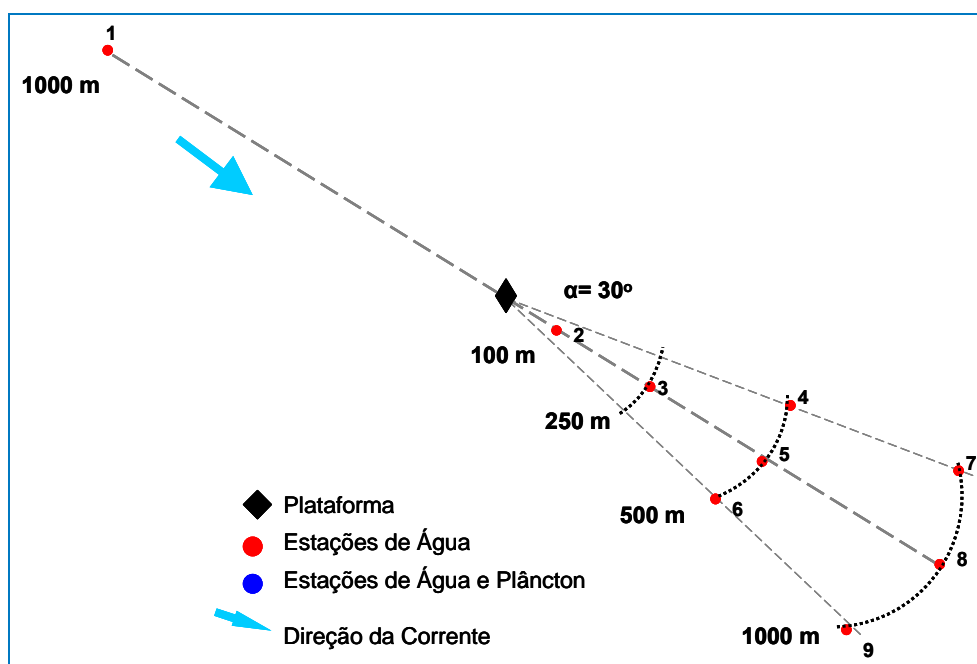 1
1000 m
α= 30º
2
100 m
3
4
250 m
5
7
6
500 m
8
1000 m
9
Plataforma
Estações de Água
Estações de Água e Plâncton
Direção da Corrente